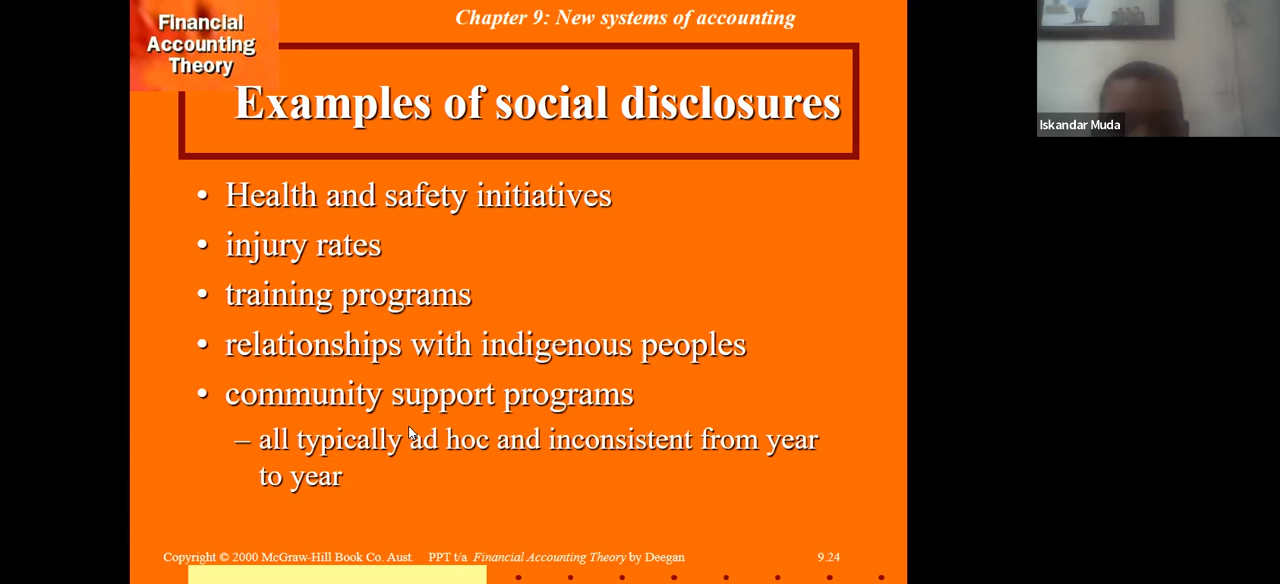 Financial
Accounting
Theory
Chapter 9: New systems of accounting
Examples of social disclosures
• Health and safety initiatives
• injury rates
• training programs
• relationships with indigenous peoples
• community support programs
– all typically ad hoc and inconsistent from year
to year
Copyright © 2000 McGraw-Hill Book Co. Aust. PPT t/a Financial Accounting Theory by Deegan 9.24
Iskandar Muda